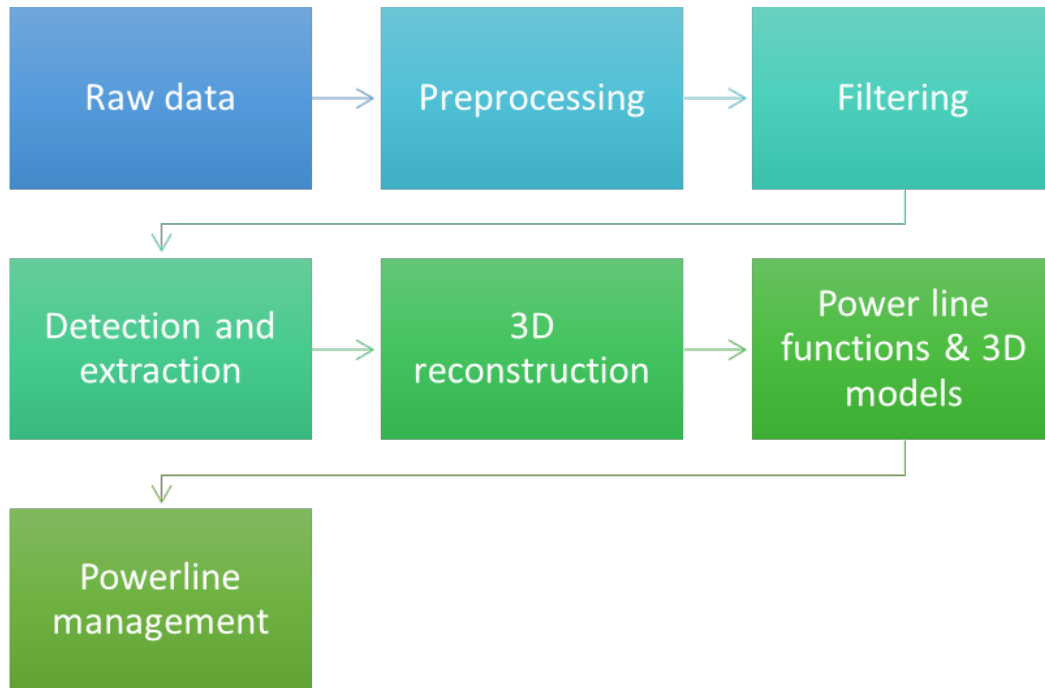 Raw data
Preprocessing
Filtering
Detection and
extraction
3D
reconstruction
Power line
functions & 3D
models
Powerline
management